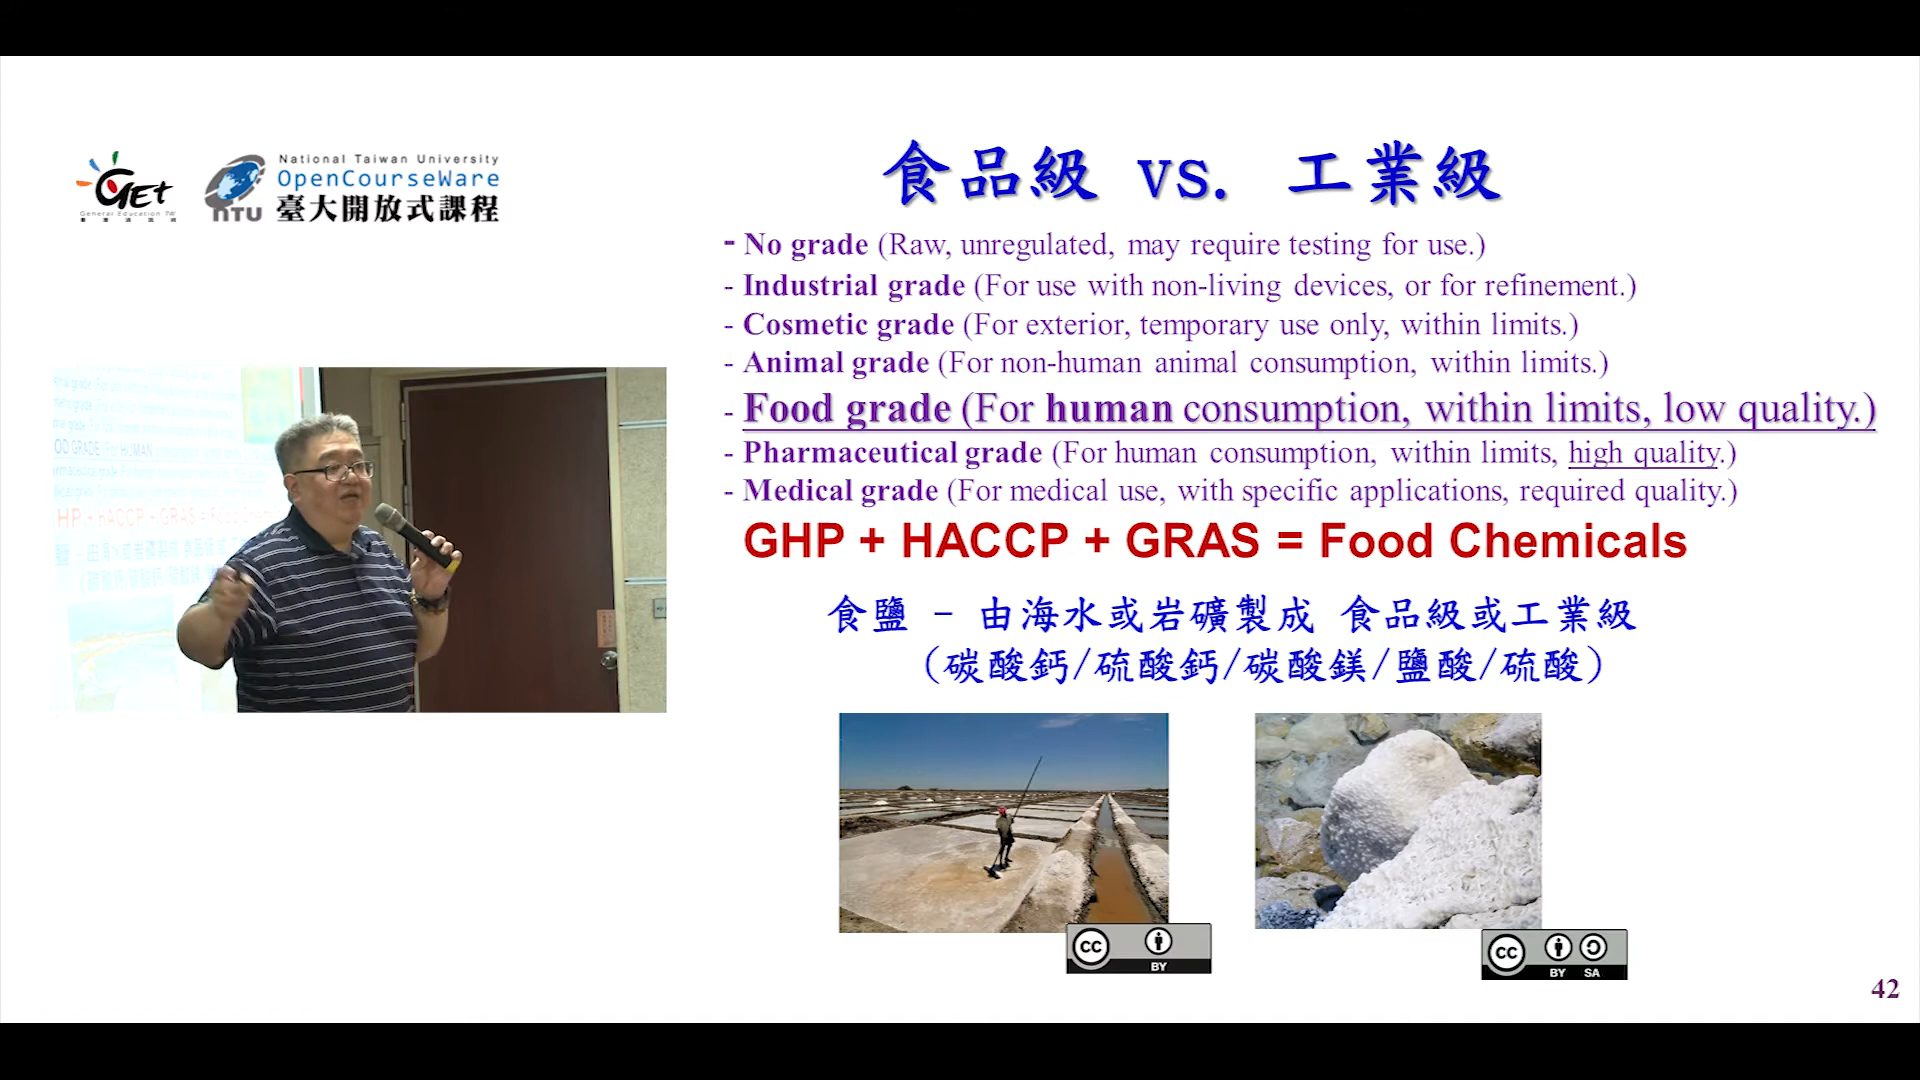 GET
General Education TW
National Taiwan University
OpenCourseWare
NTU
臺大開放式課程
食品級 vs. 工業級
- No grade (Raw, unregulated, may require testing for use.)
- Industrial grade (For use with non-living devices, or for refinement.)
- Cosmetic grade (For exterior, temporary use only, within limits.)
- Animal grade (For non-human animal consumption, within limits.)
- Food grade (For human consumption, within limits, low quality.)
- Pharmaceutical grade (For human consumption, within limits, high quality.)
- Medical grade (For medical use, with specific applications, required quality.)
GHP + HACCP + GRAS = Food Chemicals
食鹽 - 由海水或岩礦製成 食品級或工業級
(碳酸鈣/硫酸鈣/碳酸鎂/鹽酸/硫酸)
CC BY
CC BY SA
42